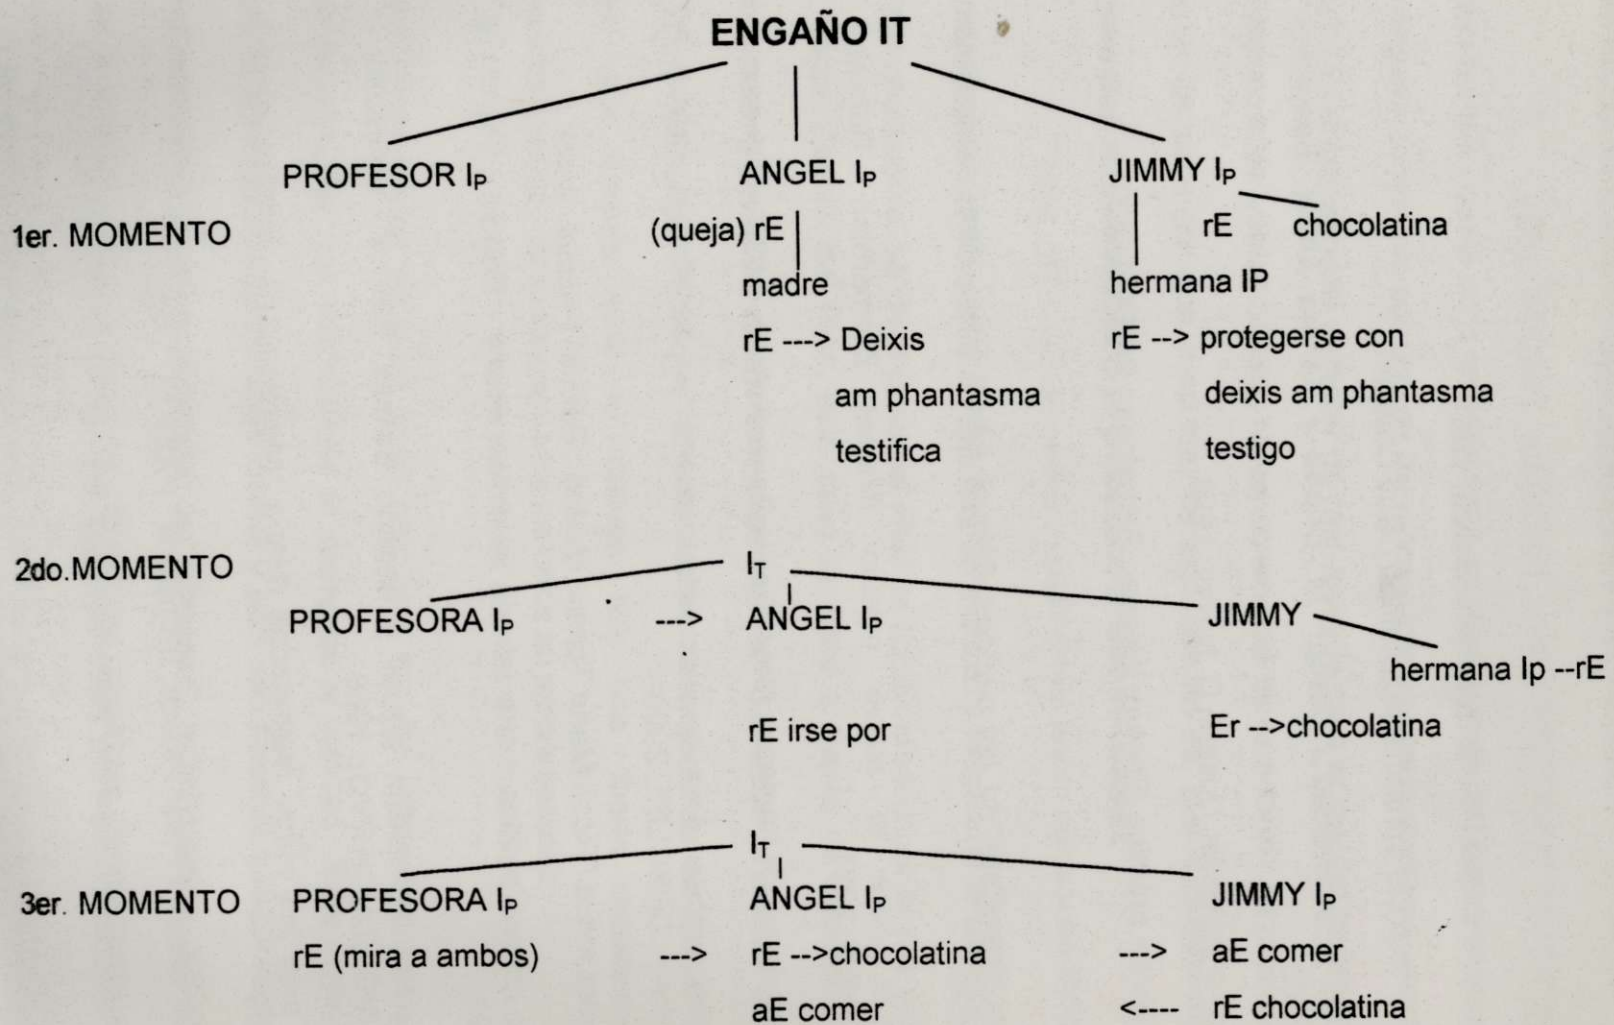 ENGAÑO IT
PROFESOR IP ANGEL IP JIMMY IP
1er. MOMENTO (queja) rE rE chocolatina
madre hermana IP
rE ---> Deixis rE --> protegerse con
am phantasma deixis am phantasma
testifica testigo
2do.MOMENTO IT
PROFESORA IP ---> ANGEL IP JIMMY
hermana Ip --rE
rE irse por Er -->chocolatina
IT
3er. MOMENTO PROFESORA IP ANGEL IP JIMMY IP
rE (mira a ambos) ---> rE -->chocolatina ---> aE comer
aE comer <---- rE chocolatina